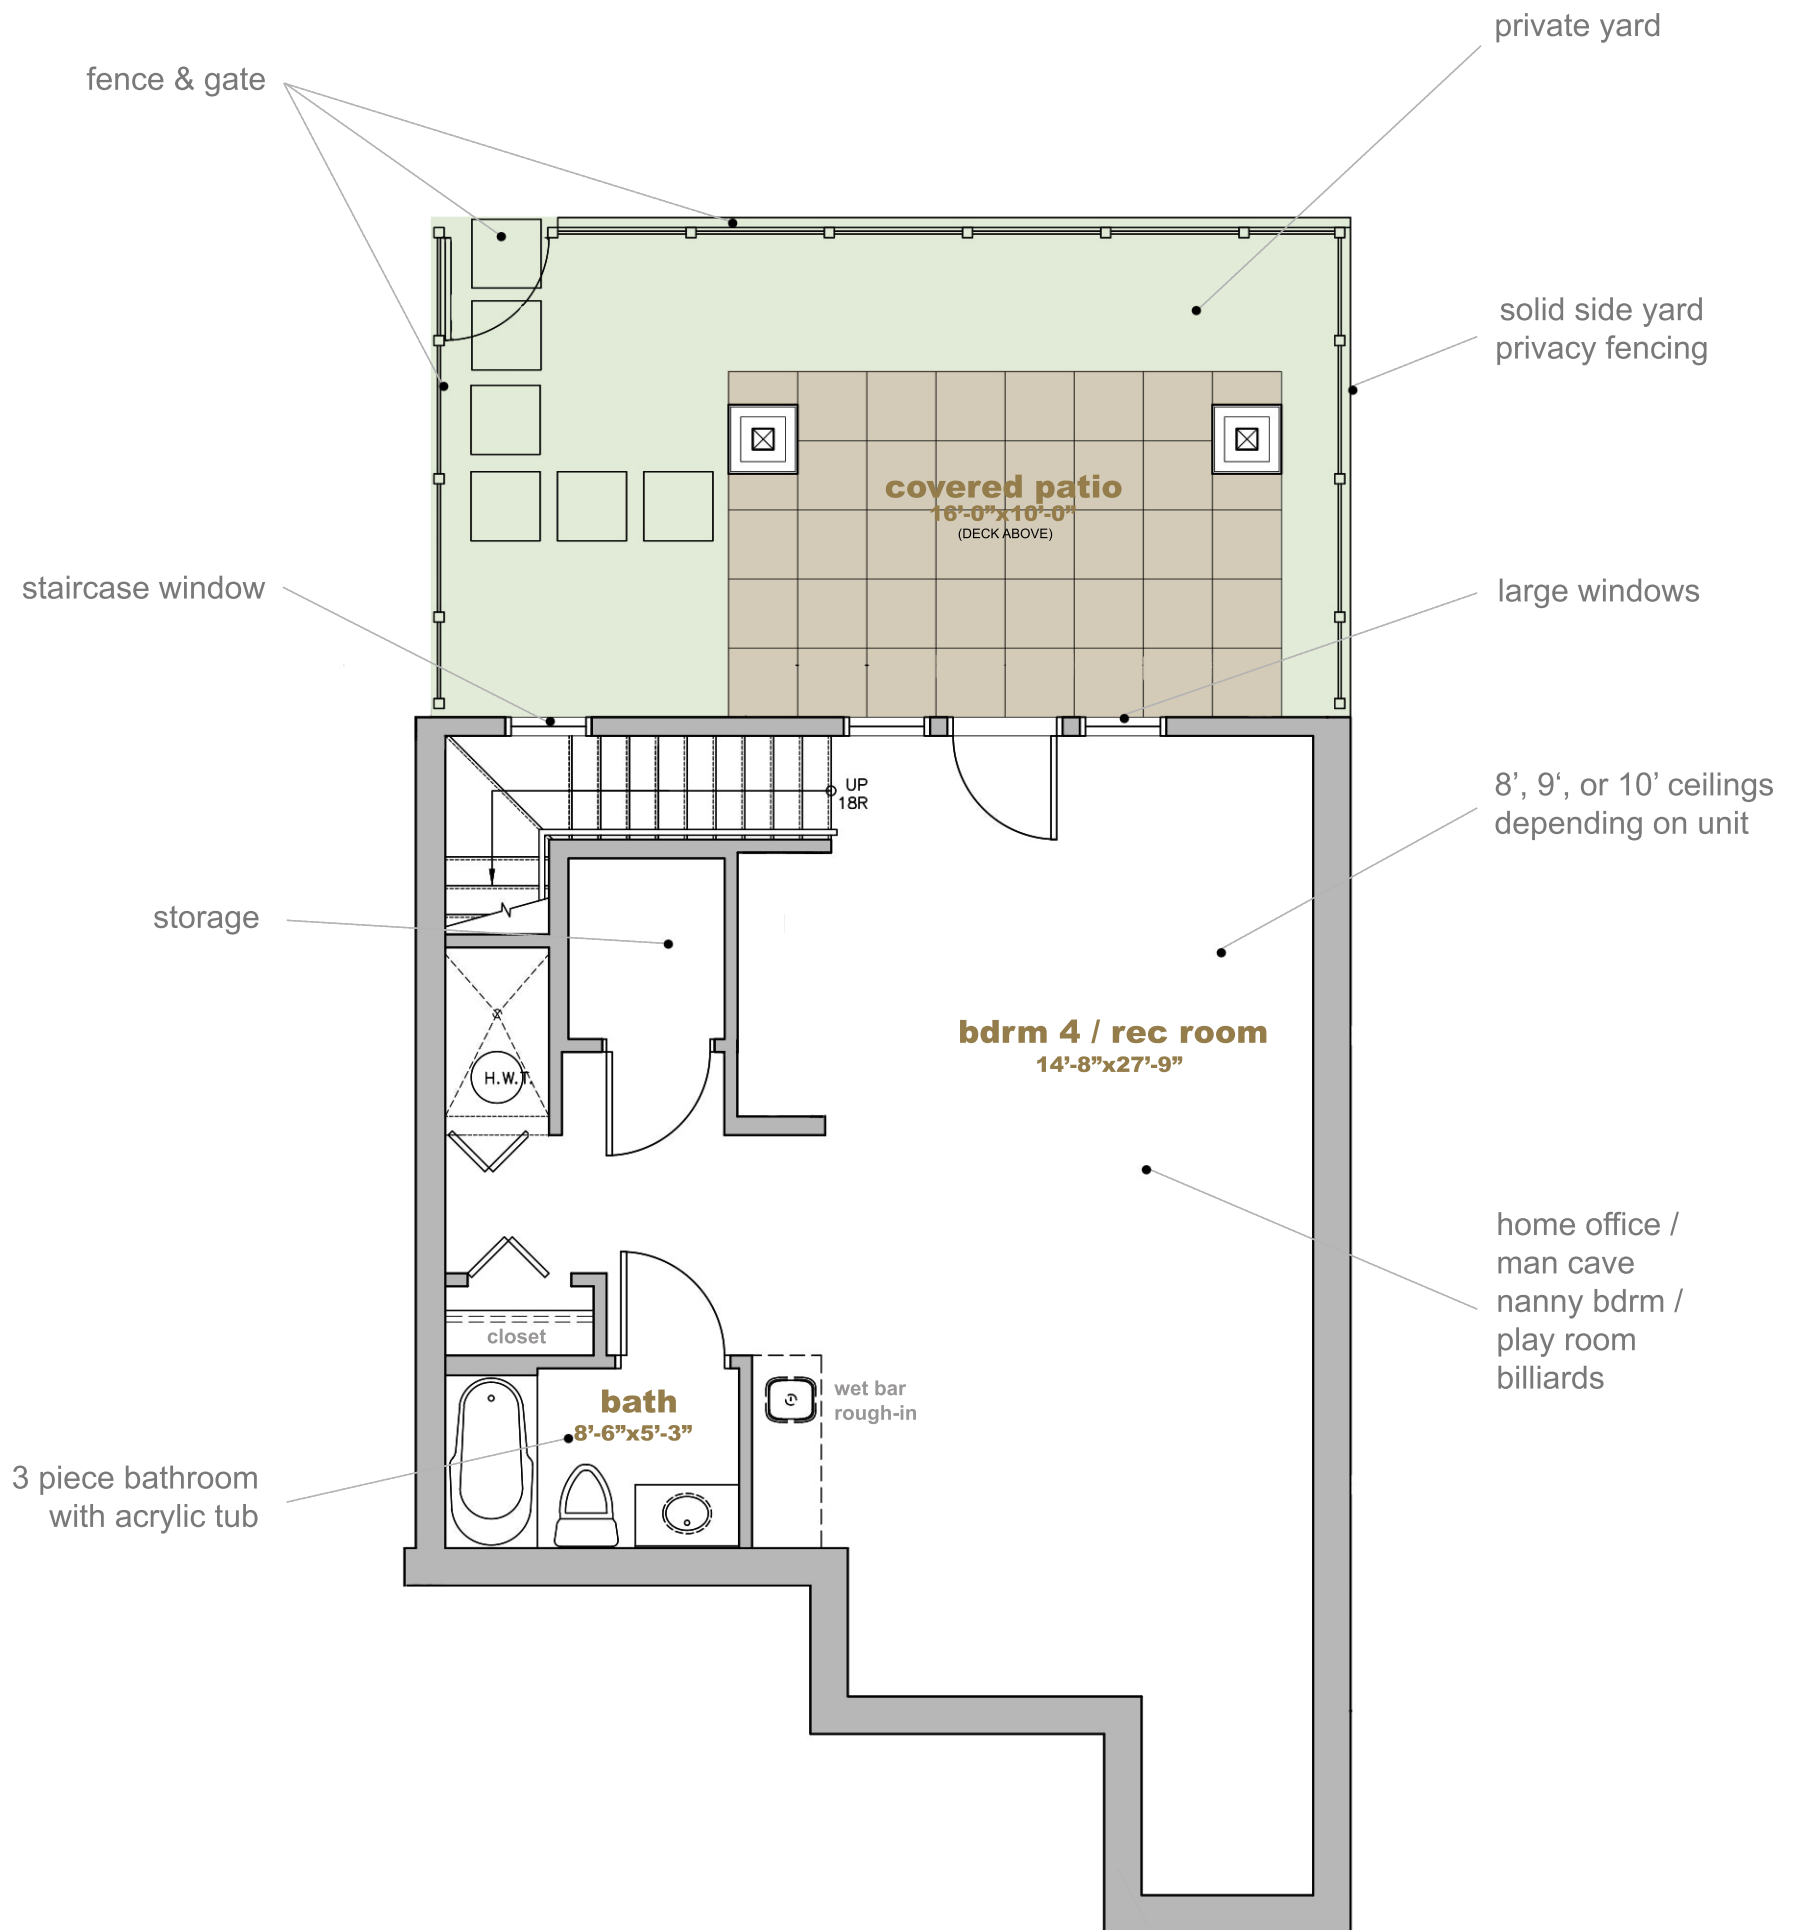 private yard
fence & gate
solid side yard
privacy fencing
covered patio
16’-0”x10’-0”
(DECK ABOVE)
staircase window
large windows
UP
18R
8’, 9‘, or 10’ ceilings
depending on unit
storage
bdrm 4 / rec room
14’-8”x27’-9”
H.W.T.
home office /
man cave
nanny bdrm /
play room
billiards
closet
bath
8’-6”x5’-3”
wet bar
rough-in
3 piece bathroom
with acrylic tub